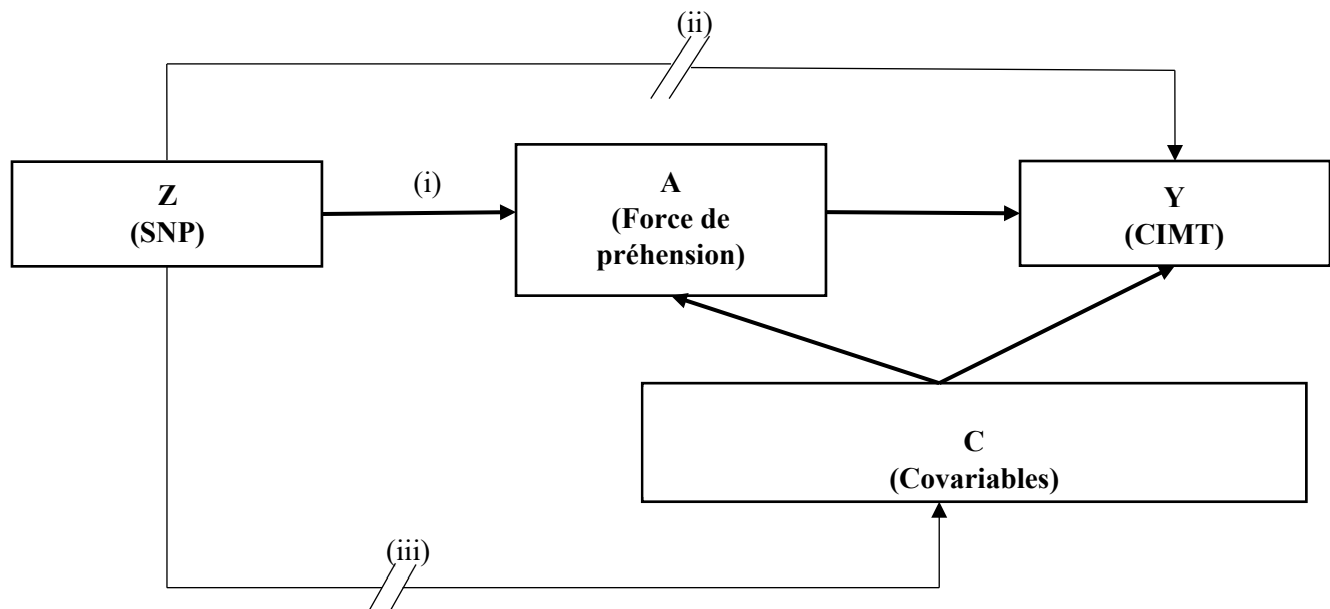 (ii)
Z
(SNP)
(i)
A
(Force de
préhension)
Y
(CIMT)
C
(Covariables)
(iii)